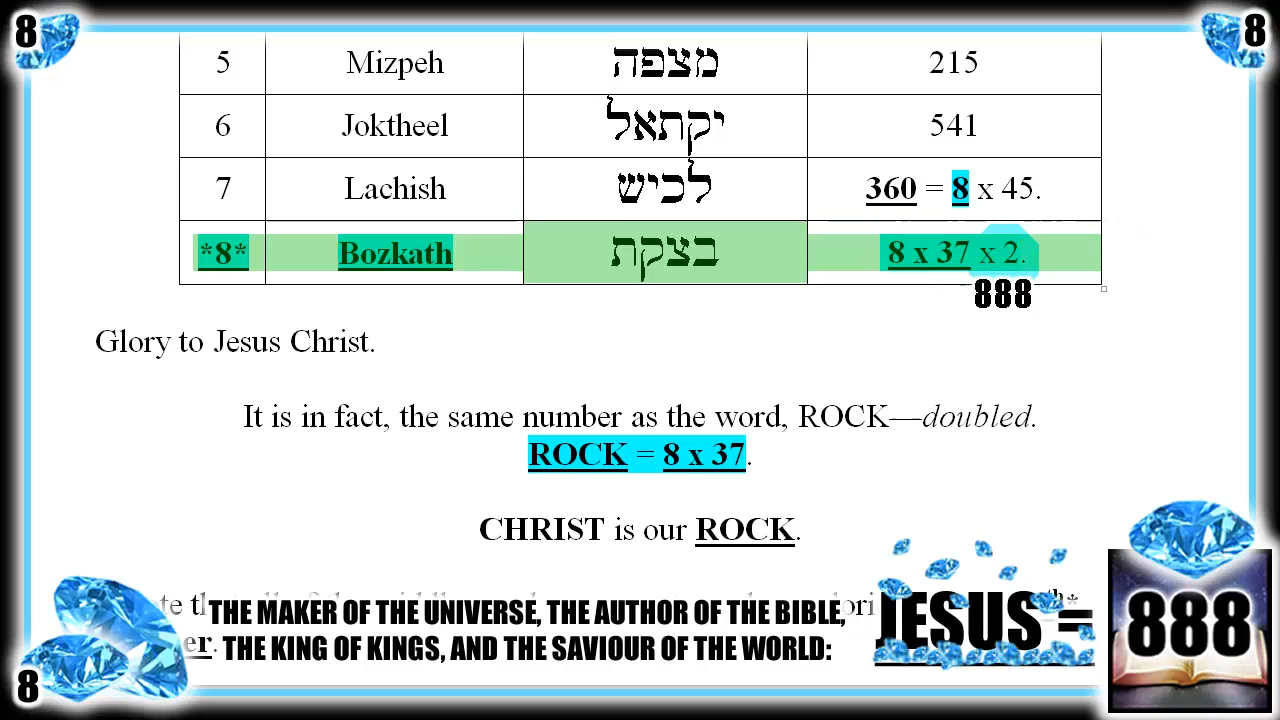 8 8
5 Mizpeh מצפה 215
6 Joktheel יקתאל 541
7 Lachish לכיש 360 = 8 x 45.
*8* Bozkath בצקת 8 x 37 x 2.
888
Glory to Jesus Christ.
It is in fact, the same number as the word, ROCK—doubled.
ROCK = 8 x 37.
CHRIST is our ROCK.
THE MAKER OF THE UNIVERSE, THE AUTHOR OF THE BIBLE,
THE KING OF KINGS, AND THE SAVIOUR OF THE WORLD:
JESUS = 888
8